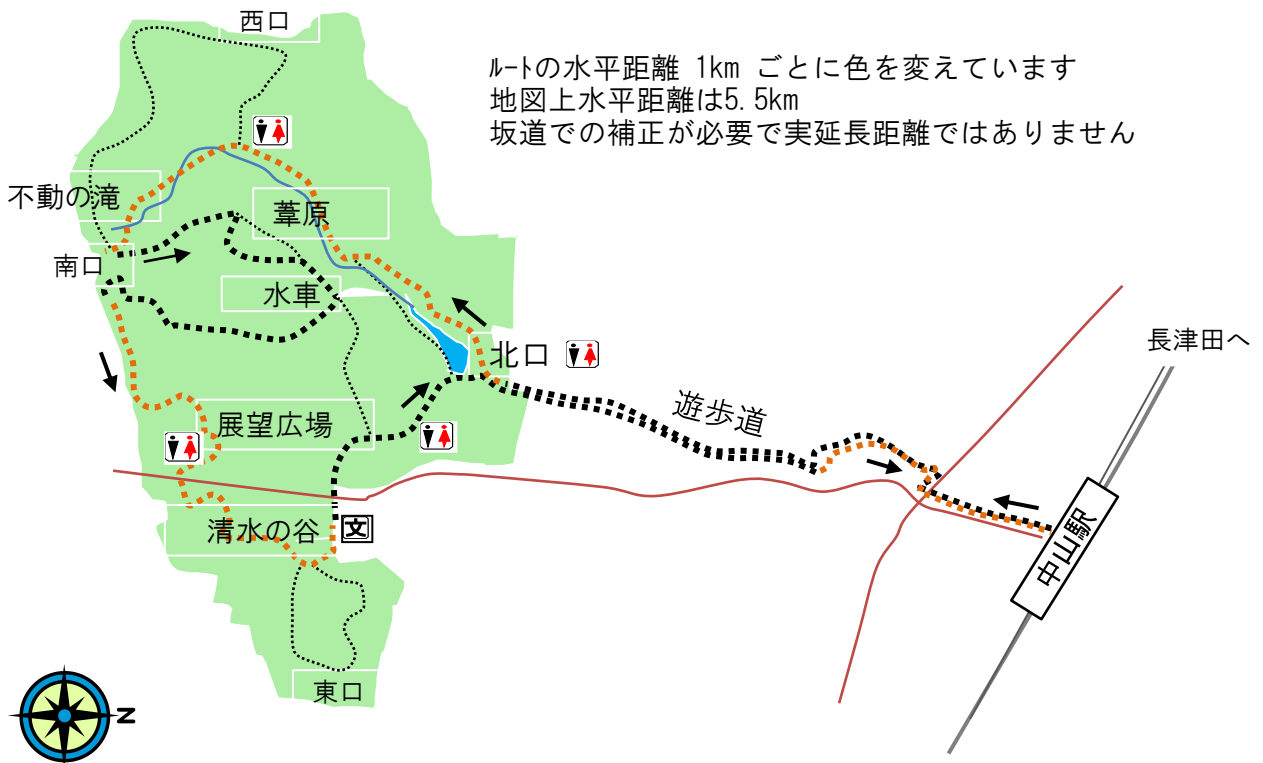 西口
ﾙｰﾄの水平距離 1km ごとに色を変えています
地図上水平距離は5.5km
坂道での補正が必要で実延長距離ではありません
不動の滝
葦原
南口
水車
北口
長津田へ
遊歩道
展望広場
清水の谷
文
中山駅
東口
N